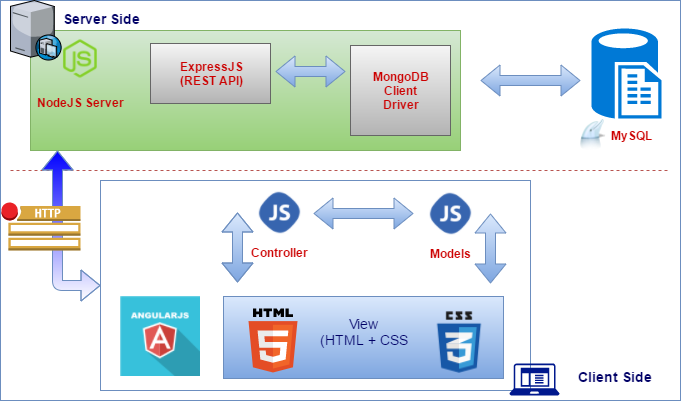 Server Side
JS
NodeJS Server
ExpressJS
(REST API)
MongoDB
Client
Driver
MySQL
HTTP
JS
Controller
JS
Models
ANGULARJS
A
HTML
5
View
(HTML + CSS
CSS
3
Client Side